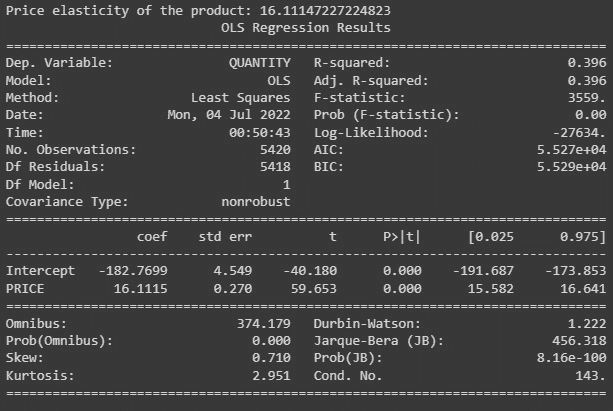 Price elasticity of the product: 16.11147227224823
OLS Regression Results
==============================================================================
Dep. Variable: QUANTITY R-squared: 0.396
Model: OLS Adj. R-squared: 0.396
Method: Least Squares F-statistic: 3559.
Date: Mon, 04 Jul 2022 Prob (F-statistic): 0.00
Time: 00:50:43 Log-Likelihood: -27634.
No. Observations: 5420 AIC: 5.527e+04
Df Residuals: 5418 BIC: 5.529e+04
Df Model: 1
Covariance Type: nonrobust
==============================================================================
coef std err t P>|t| [0.025 0.975]
------------------------------------------------------------------------------
Intercept -182.7699 4.549 -40.180 0.000 -191.687 -173.853
PRICE 16.1115 0.270 59.653 0.000 15.582 16.641
==============================================================================
Omnibus: 374.179 Durbin-Watson: 1.222
Prob(Omnibus): 0.000 Jarque-Bera (JB): 456.318
Skew: 0.710 Prob(JB): 8.16e-100
Kurtosis: 2.951 Cond. No. 143.
==============================================================================